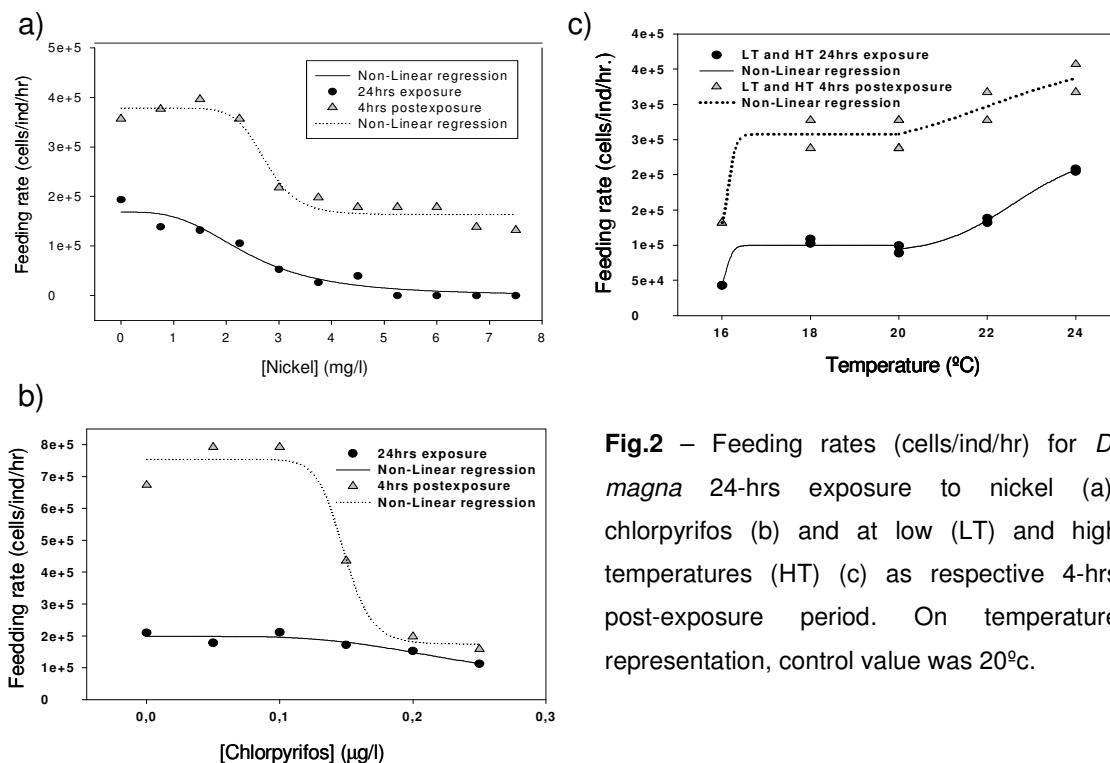 a)
Feeding rate (cells/ind/hr)
5e+5
4e+5
3e+5
2e+5
1e+5
0
Non-Linear regression
24hrs exposure
4hrs postexposure
Non-Linear regression
0 1 2 3 4 5 6 7 8
[Nickel] (mg/l)
c)
Feeding rate (cells/ind/hr.)
4e+5
4e+5
3e+5
3e+5
2e+5
2e+5
1e+5
5e+4
0
LT and HT 24hrs exposure
Non-Linear regression
LT and HT 4hrs postexposure
Non-Linear regression
16 18 20 22 24
Temperature (ºC)
b)
Feedding rate (cells/ind/hr)
8e+5
7e+5
6e+5
5e+5
4e+5
3e+5
2e+5
1e+5
0
24hrs exposure
Non-Linear regression
4hrs postexposure
Non-Linear regression
0,0 0,1 0,2 0,3
[Chlorpyrifos] (µg/l)
Fig.2 – Feeding rates (cells/ind/hr) for D
magna 24-hrs exposure to nickel (a)
chlorpyrifos (b) and at low (LT) and high
temperatures (HT) (c) as respective 4-hrs
post-exposure period. On temperature
representation, control value was 20ºc.